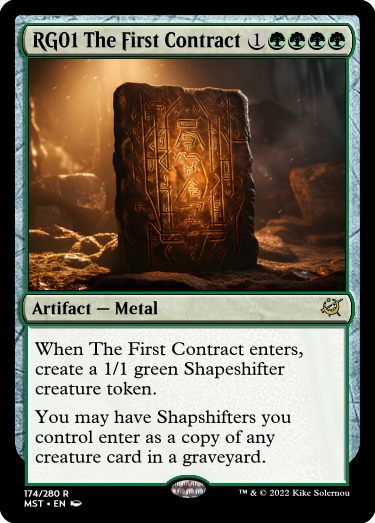 RG01 The First Contract 1
Artifact — Metal
When The First Contract enters,
create a 1/1 green Shapeshifter
creature token.
You may have Shapshifters you
control enter as a copy of any
creature card in a graveyard.
174/280 R
MST • EN
™ & © 2022 Kike Solernou